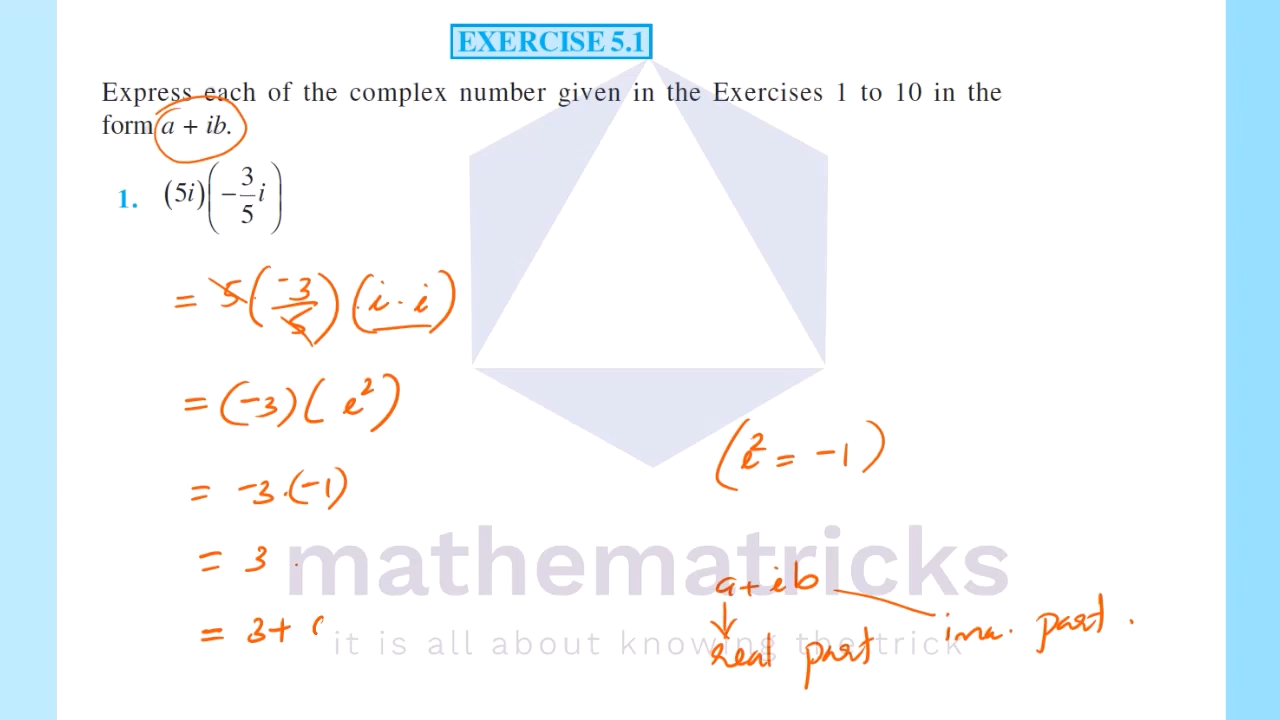 EXERCISE 5.1
Express each of the complex number given in the Exercises 1 to 10 in the
form a + ib.
1. (5i)(-3/5 i)
= 5(-3/5)(i · i)
= (-3)(i²)
(i² = -1)
= -3·(-1)
= 3
mathematricks
a+ib
= 3+ (
it is all about knowing the trick
real part
ima. part.